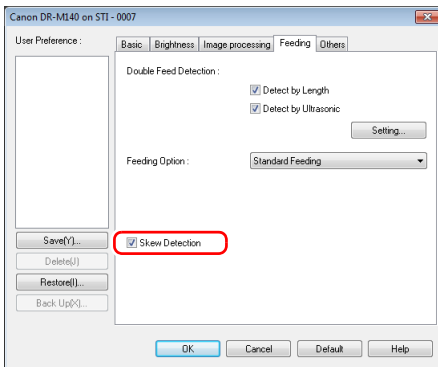 Canon DR-M140 on STI - 0007
User Preference :
Basic Brightness Image processing Feeding Others
Double Feed Detection :
Detect by Length
Detect by Ultrasonic
Setting...
Feeding Option :
Standard Feeding
Skew Detection
Save(Y)...
Delete(J)
Restore(I)...
Back Up(X)...
OK Cancel Default Help